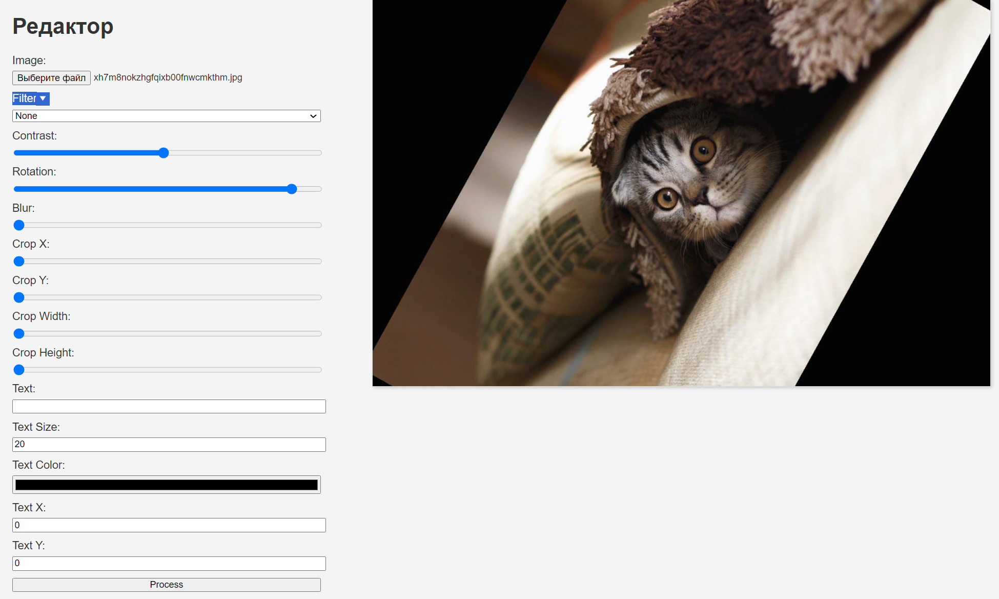 Редактор
Image:
Выберите файл xh7m8nokzhgfqixb00fnwcmkthm.jpg
Filter
None
Contrast:
Rotation:
Blur:
Crop X:
Crop Y:
Crop Width:
Crop Height:
Text:
Text Size:
20
Text Color:
Text X:
0
Text Y:
0
Process